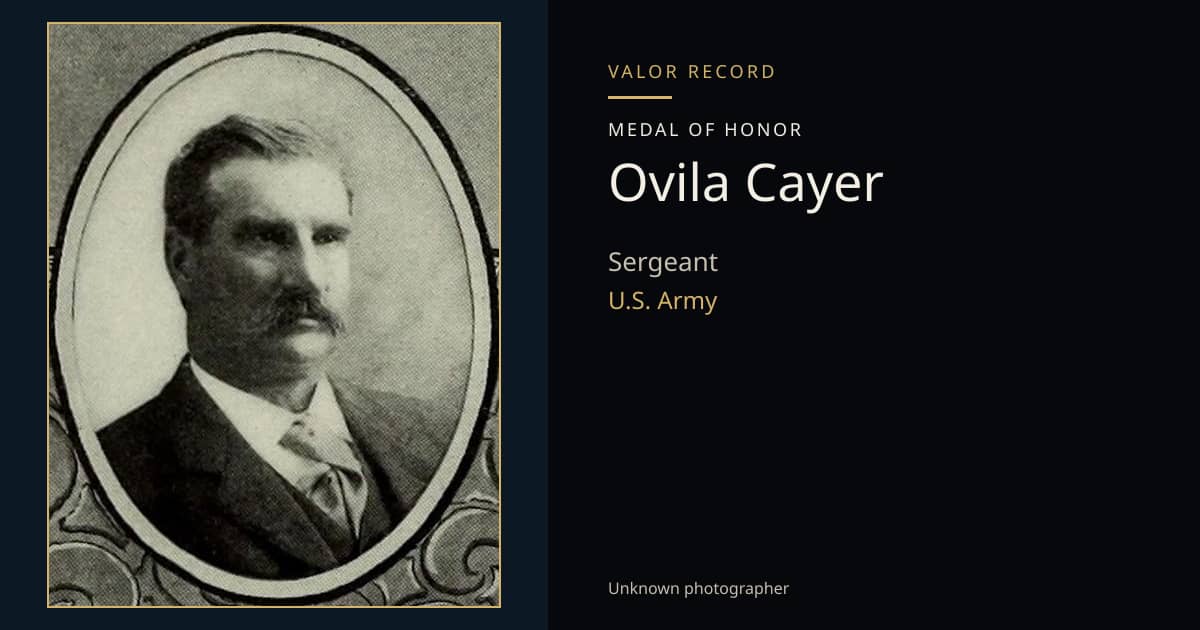 VALOR RECORD
MEDAL OF HONOR
Ovila Cayer
Sergeant
U.S. Army
Unknown photographer